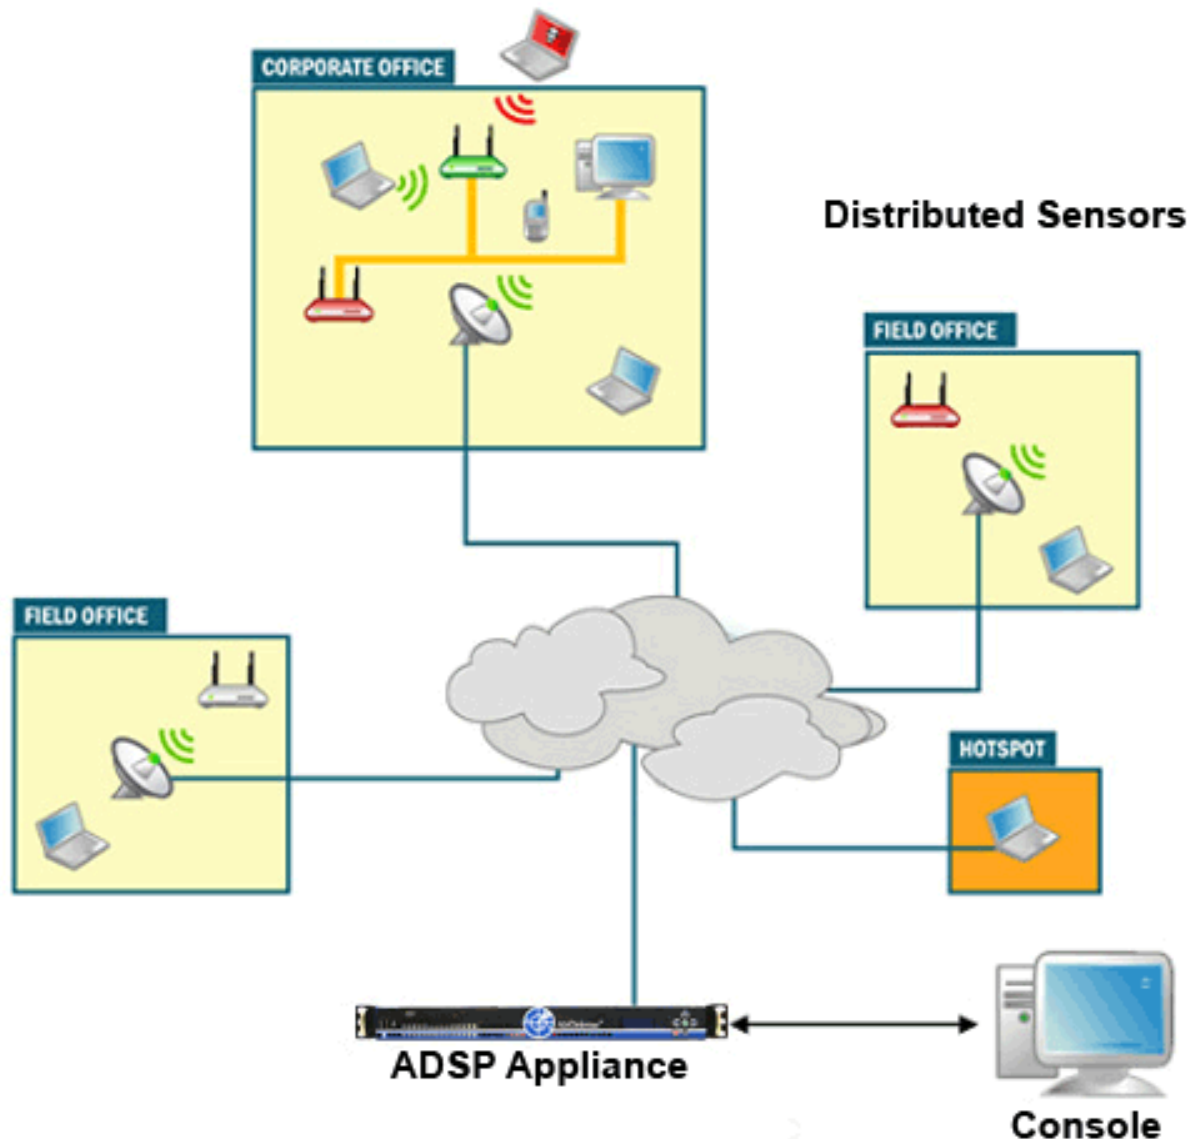 CORPORATE OFFICE
Distributed Sensors
FIELD OFFICE
FIELD OFFICE
HOTSPOT
ADSP Appliance
Console